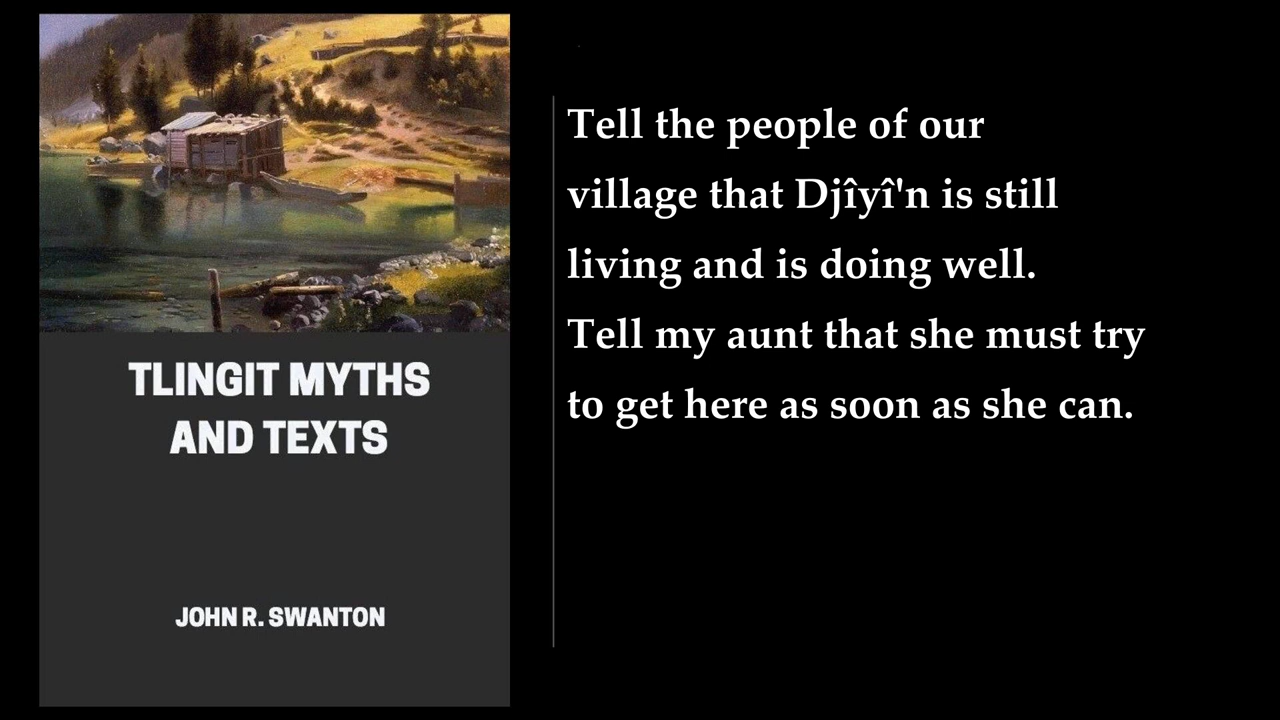 TLINGIT MYTHS
AND TEXTS
JOHN R. SWANTON
Tell the people of our
village that Djîyî'n is still
living and is doing well.
Tell my aunt that she must try
to get here as soon as she can.